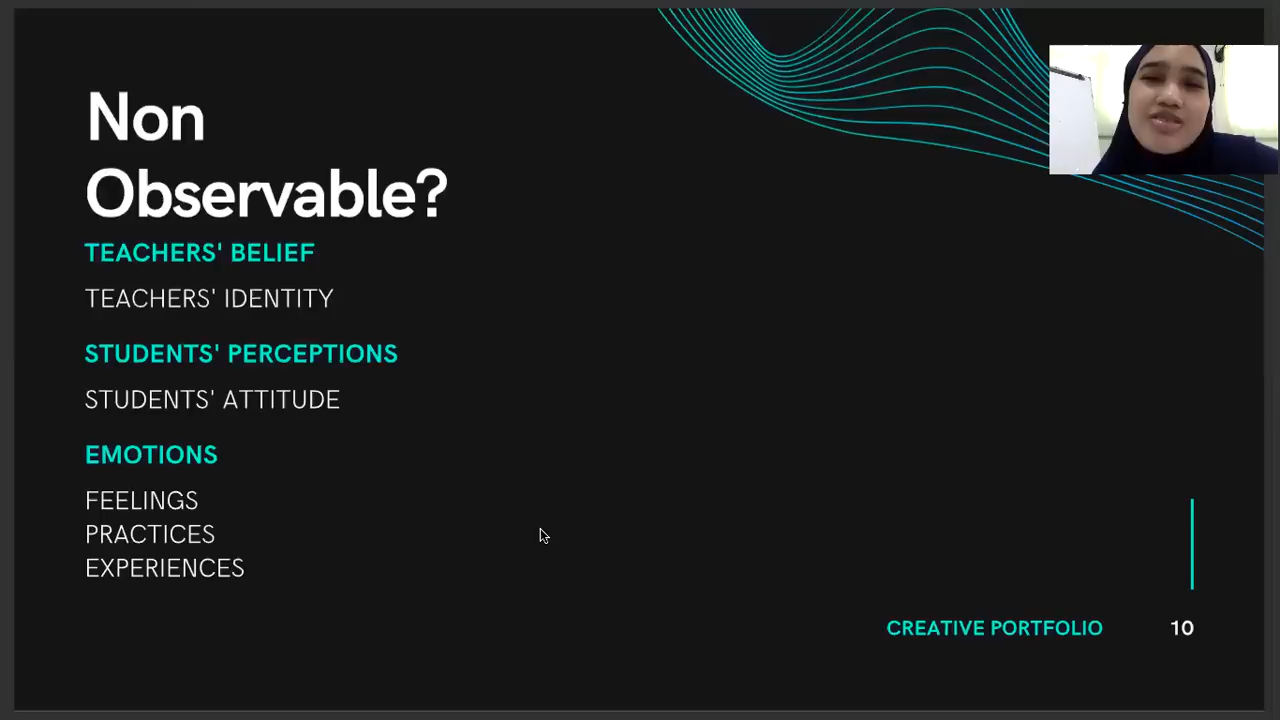 Non
Observable?
TEACHERS' BELIEF
TEACHERS' IDENTITY
STUDENTS' PERCEPTIONS
STUDENTS' ATTITUDE
EMOTIONS
FEELINGS
PRACTICES
EXPERIENCES
CREATIVE PORTFOLIO 10